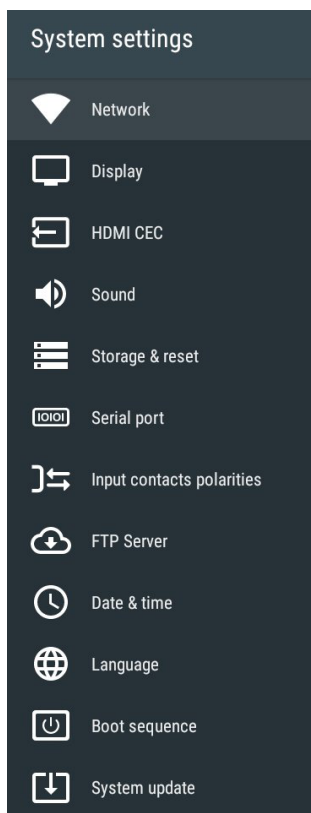 System settings
Network
Display
HDMI CEC
Sound
Storage & reset
IOIOI
Serial port
Input contacts polarities
FTP Server
Date & time
Language
Boot sequence
System update